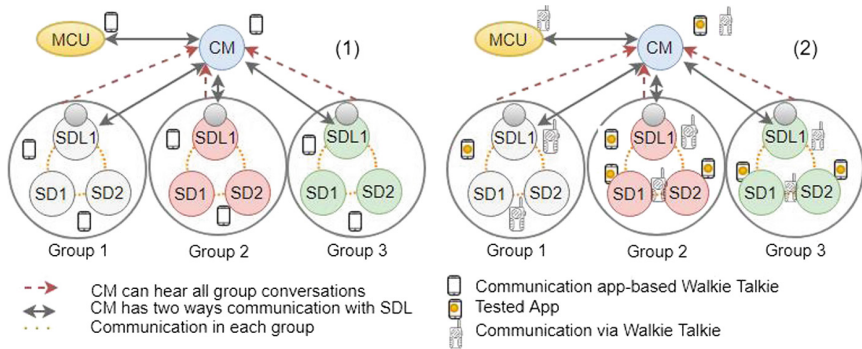 MCU
CM
(1)
SDL1
SD1
SD2
SDL1
SD1
SD2
SDL1
SD1
SD2
Group 1
Group 2
Group 3
MCU
CM
(2)
SDL1
SD1
SD2
SDL1
SD1
SD2
SDL1
SD1
SD2
Group 1
Group 2
Group 3
CM can hear all group conversations
CM has two ways communication with SDL
Communication in each group
Communication app-based Walkie Talkie
Tested App
Communication via Walkie Talkie